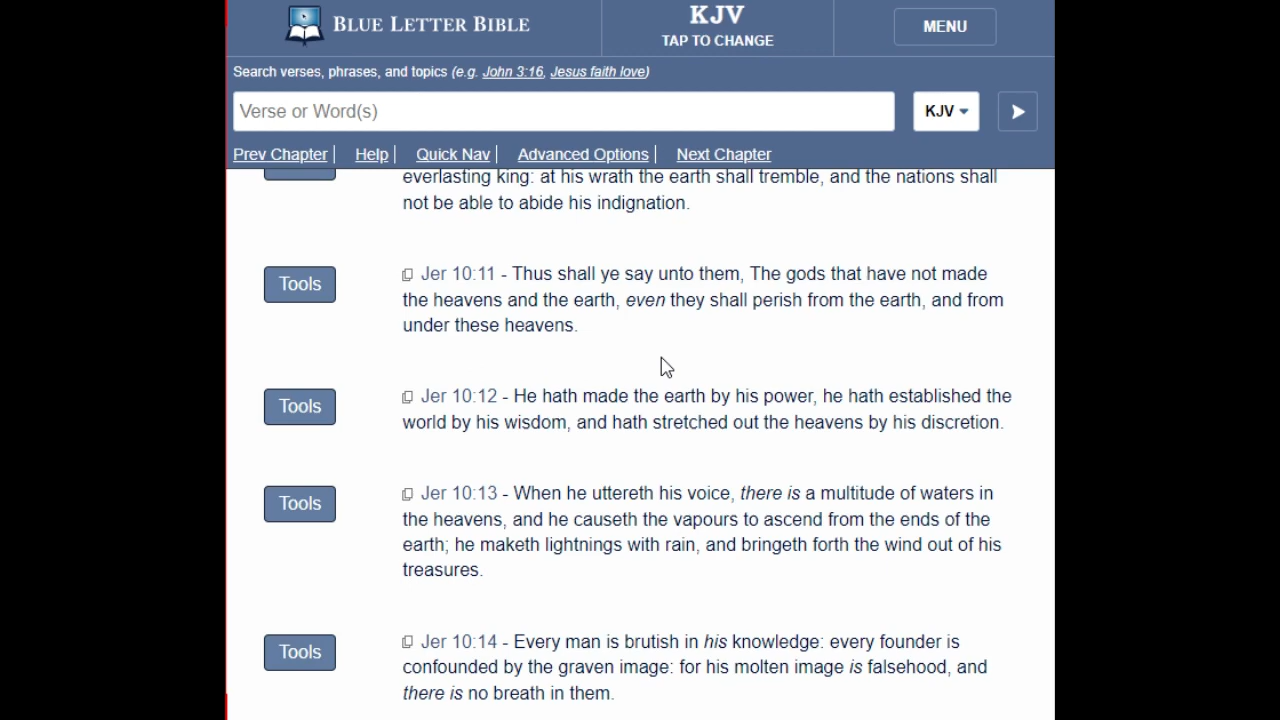 BLUE LETTER BIBLE
KJV
TAP TO CHANGE
MENU
Search verses, phrases, and topics (e.g. John 3:16, Jesus faith love)
Verse or Word(s)
KJV
Prev Chapter | Help | Quick Nav | Advanced Options | Next Chapter
everlasting king: at his wrath the earth shall tremble, and the nations shall
not be able to abide his indignation.
Tools
Jer 10:11 - Thus shall ye say unto them, The gods that have not made
the heavens and the earth, even they shall perish from the earth, and from
under these heavens.
Tools
Jer 10:12 - He hath made the earth by his power, he hath established the
world by his wisdom, and hath stretched out the heavens by his discretion.
Tools
Jer 10:13 - When he uttereth his voice, there is a multitude of waters in
the heavens, and he causeth the vapours to ascend from the ends of the
earth; he maketh lightnings with rain, and bringeth forth the wind out of his
treasures.
Tools
Jer 10:14 - Every man is brutish in his knowledge: every founder is
confounded by the graven image: for his molten image is falsehood, and
there is no breath in them.